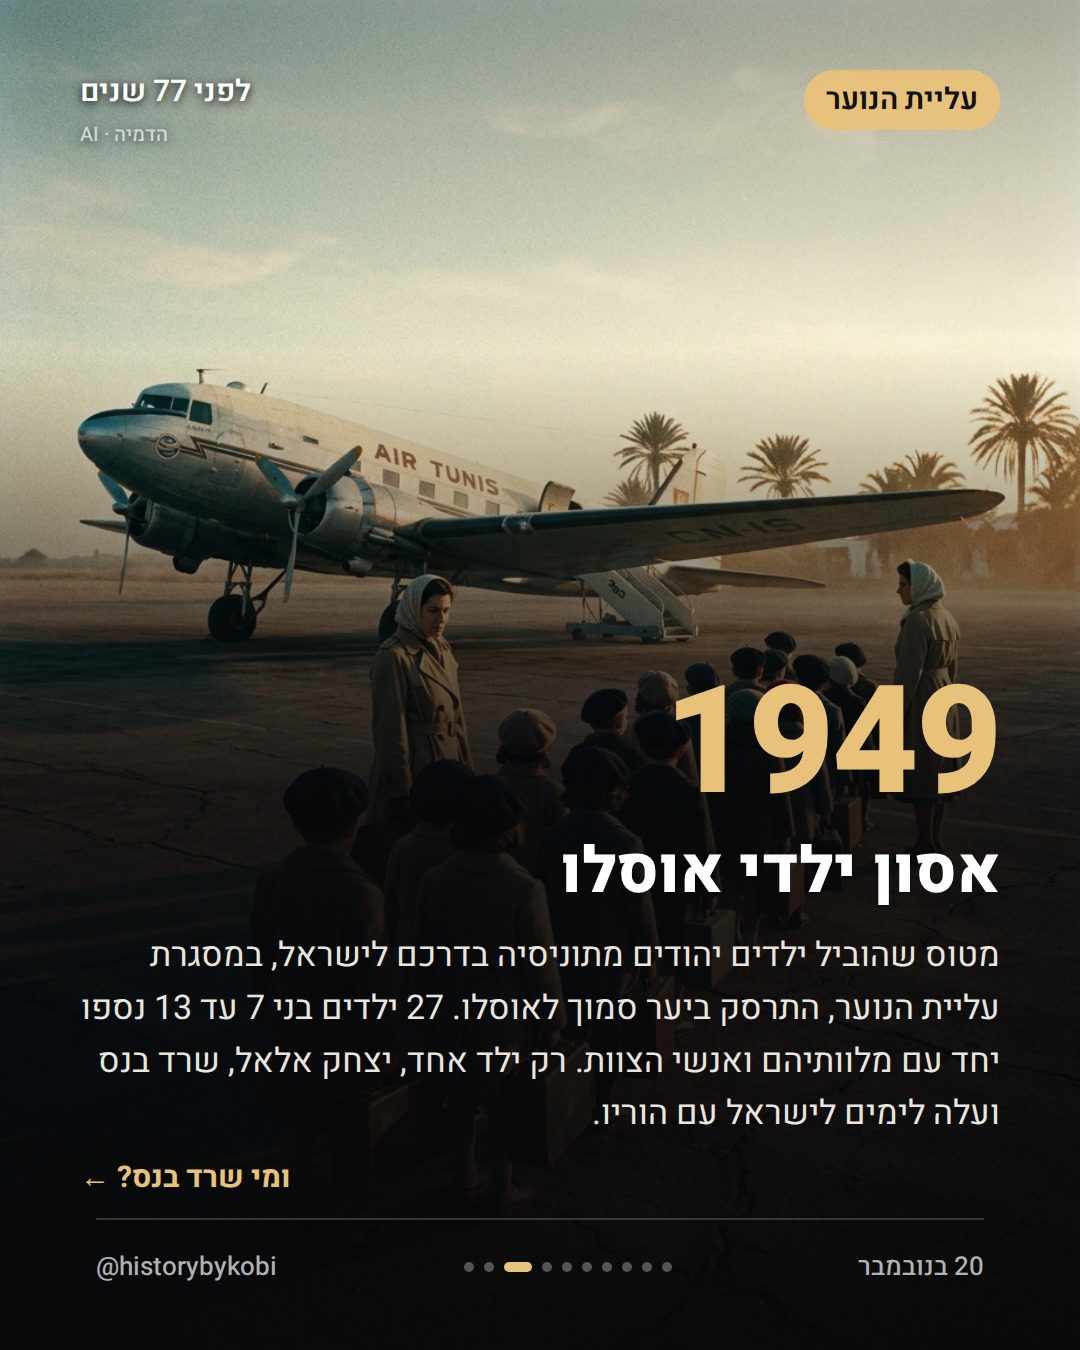 עליית הנוער
לפני 77 שנים
הדמיה · AI
AIR TUNIS
1949
אסון ילדי אוסלו
מטוס שהוביל ילדים יהודים מתוניסיה בדרכם לישראל, במסגרת
עליית הנוער, התרסק ביער סמוך לאוסלו. 27 ילדים בני 7 עד 13 נספו
יחד עם מלוותיהם ואנשי הצוות. רק ילד אחד, יצחק אלאל, שרד בנס
ועלה לימים לישראל עם הוריו.
ומי שרד בנס? ←
20 בנובמבר
@historybykobi